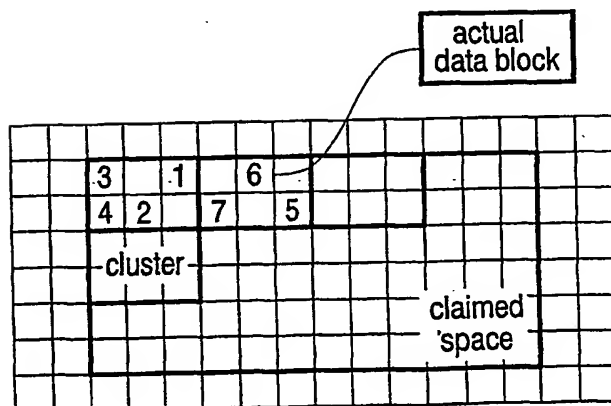 actual
data block
3 1 6
4 2 7 5
cluster
claimed
space